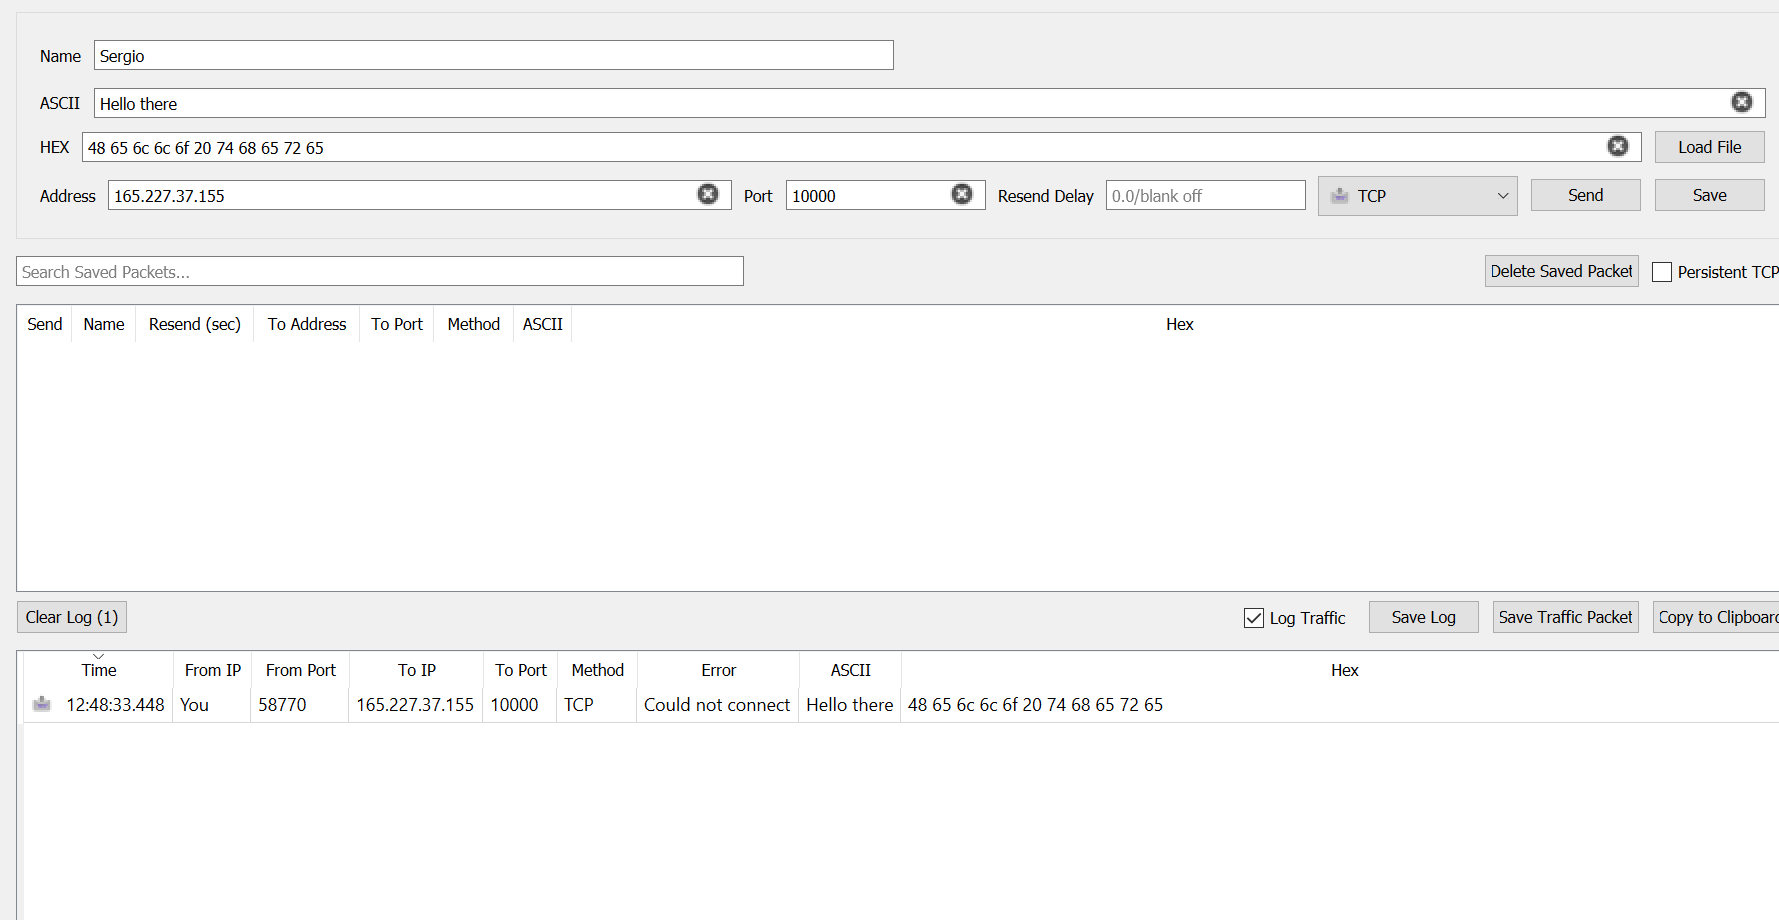 Name Sergio
ASCII Hello there
HEX 48 65 6c 6c 6f 20 74 68 65 72 65 Load File
Address 165.227.37.155 Port 10000 Resend Delay 0.0/blank off TCP Send Save
Search Saved Packets... Delete Saved Packet Persistent TCP
Send Name Resend (sec) To Address To Port Method ASCII Hex
Clear Log (1) Log Traffic Save Log Save Traffic Packet Copy to Clipboard
Time From IP From Port To IP To Port Method Error ASCII Hex
12:48:33.448 You 58770 165.227.37.155 10000 TCP Could not connect Hello there 48 65 6c 6c 6f 20 74 68 65 72 65